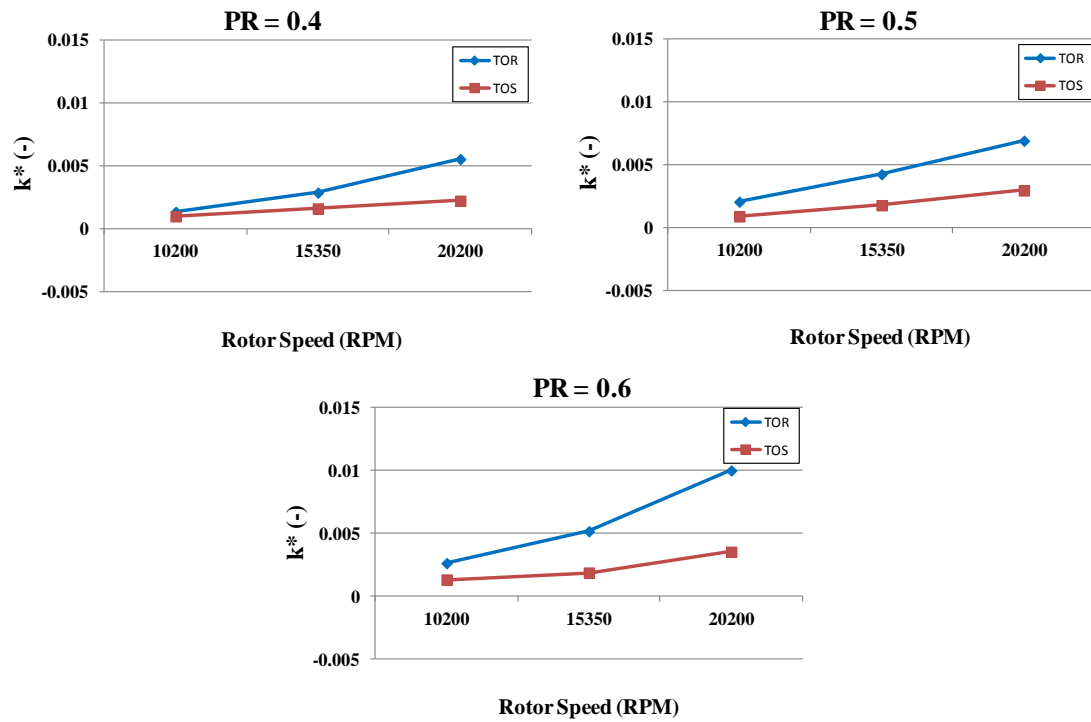 PR = 0.4
0.015
0.01
0.005
0
-0.005
k* (-)
TOR
TOS
10200 15350 20200
Rotor Speed (RPM)
PR = 0.5
0.015
0.01
0.005
0
-0.005
k* (-)
TOR
TOS
10200 15350 20200
Rotor Speed (RPM)
PR = 0.6
0.015
0.01
0.005
0
-0.005
k* (-)
TOR
TOS
10200 15350 20200
Rotor Speed (RPM)